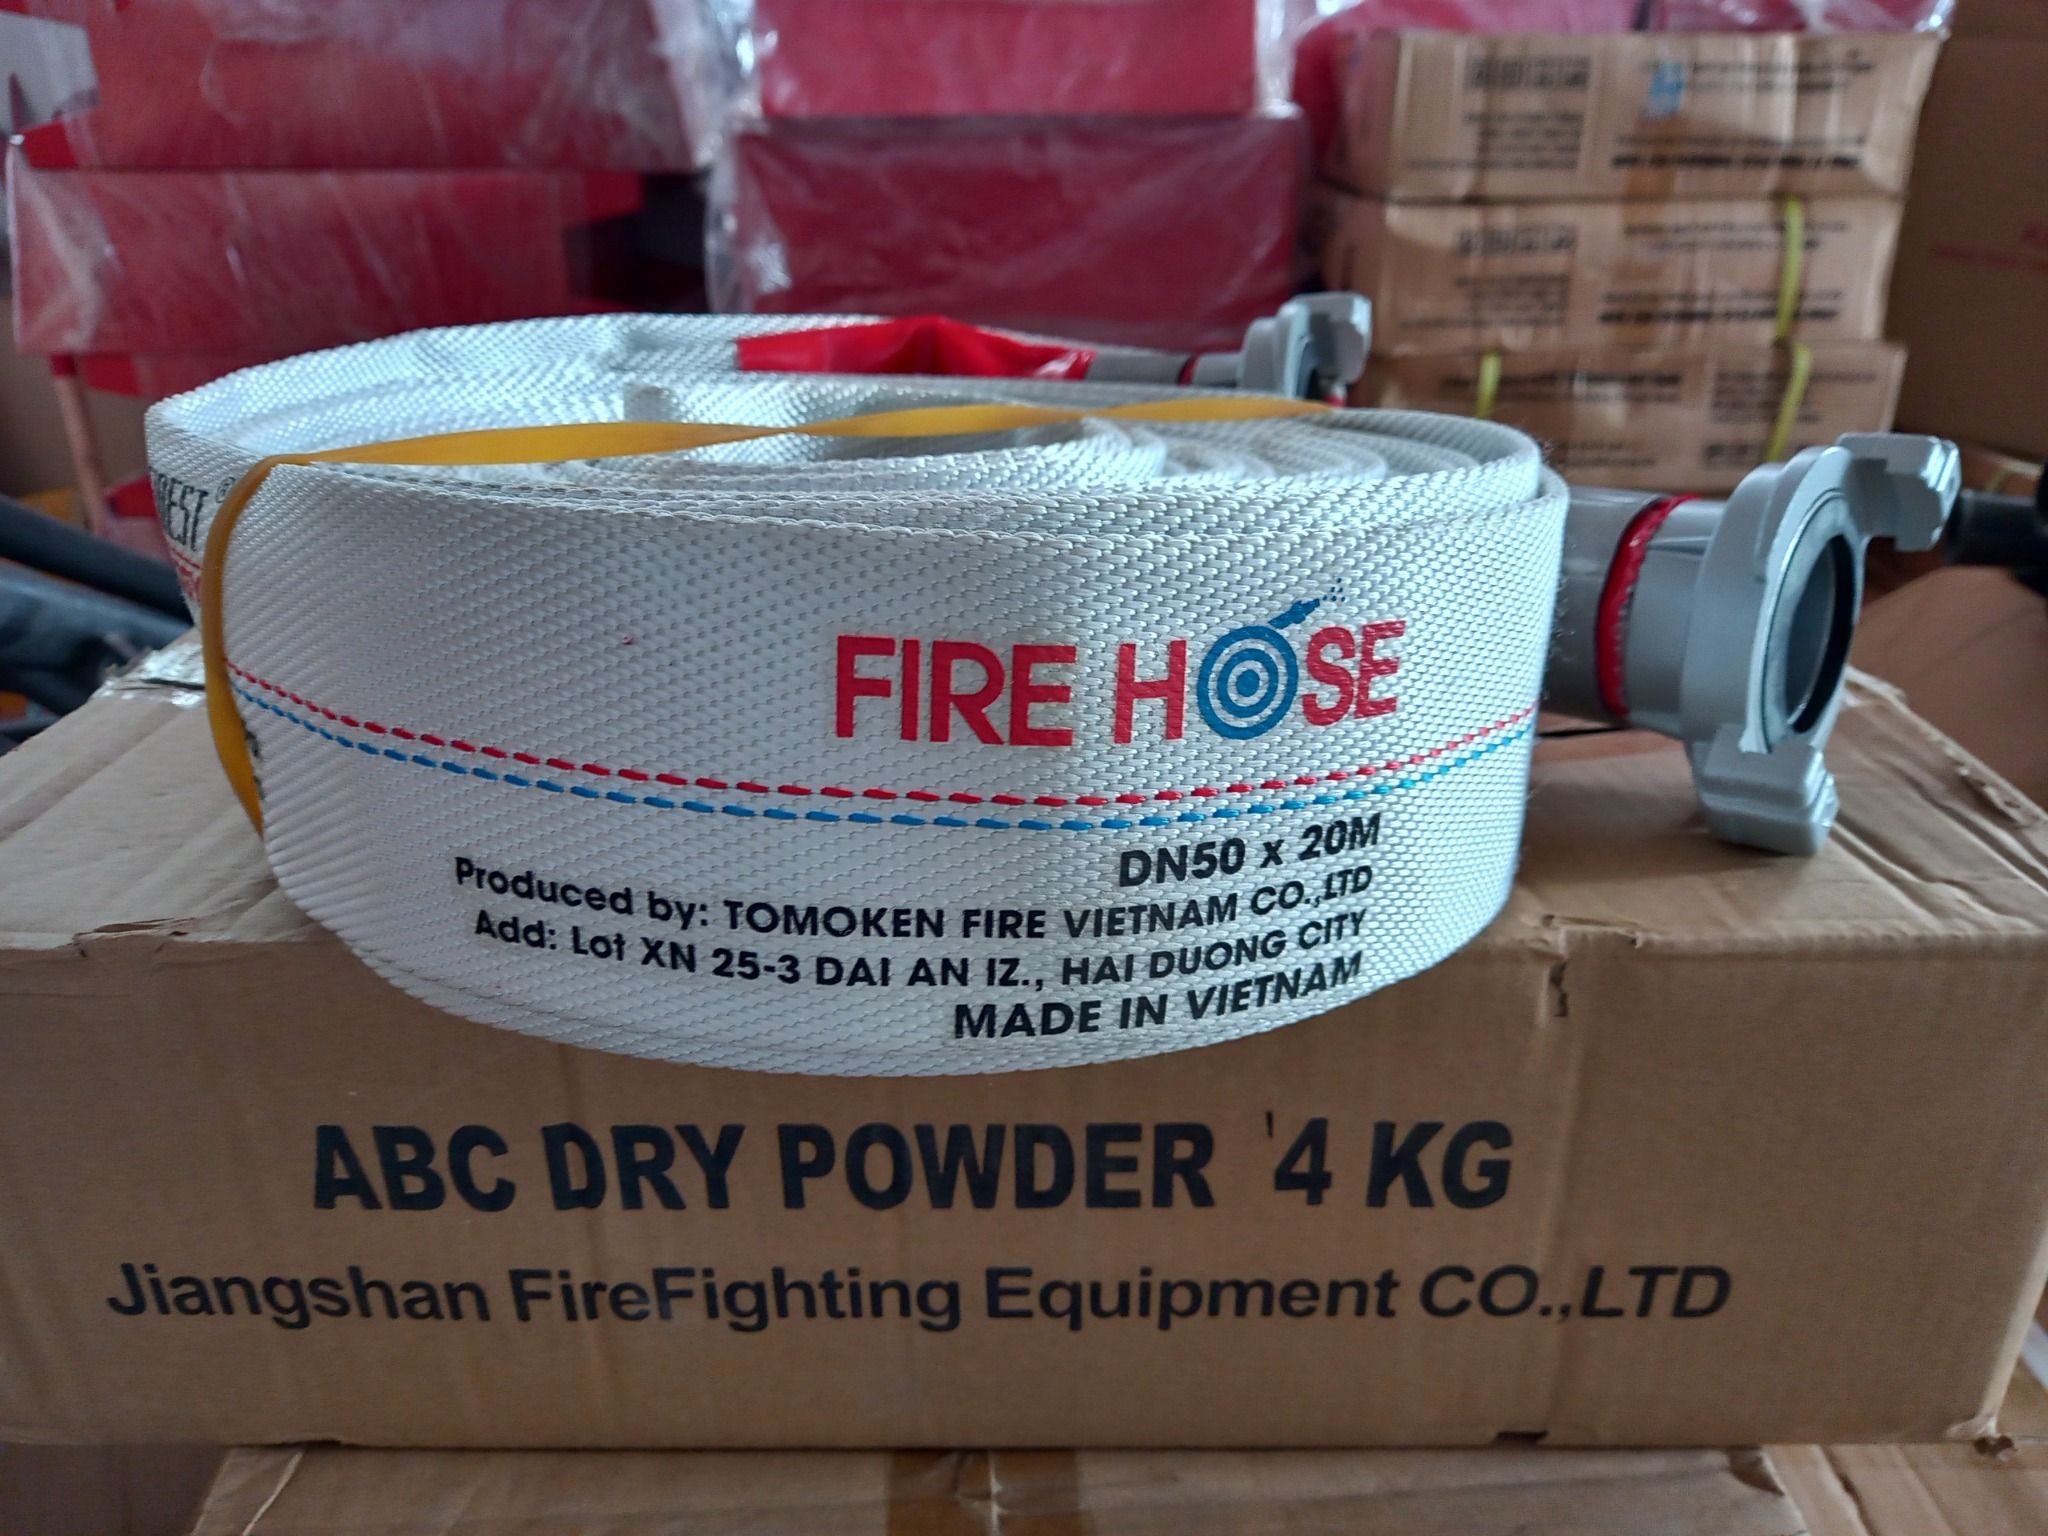 FIRE HOSE
DN50 x 20M
Produced by: TOMOKEN FIRE VIETNAM CO.,LTD
Add: Lot XN 25-3 DAI AN IZ., HAI DUONG CITY
MADE IN VIETNAM
ABC DRY POWDER '4 KG
Jiangshan FireFighting Equipment CO.,LTD